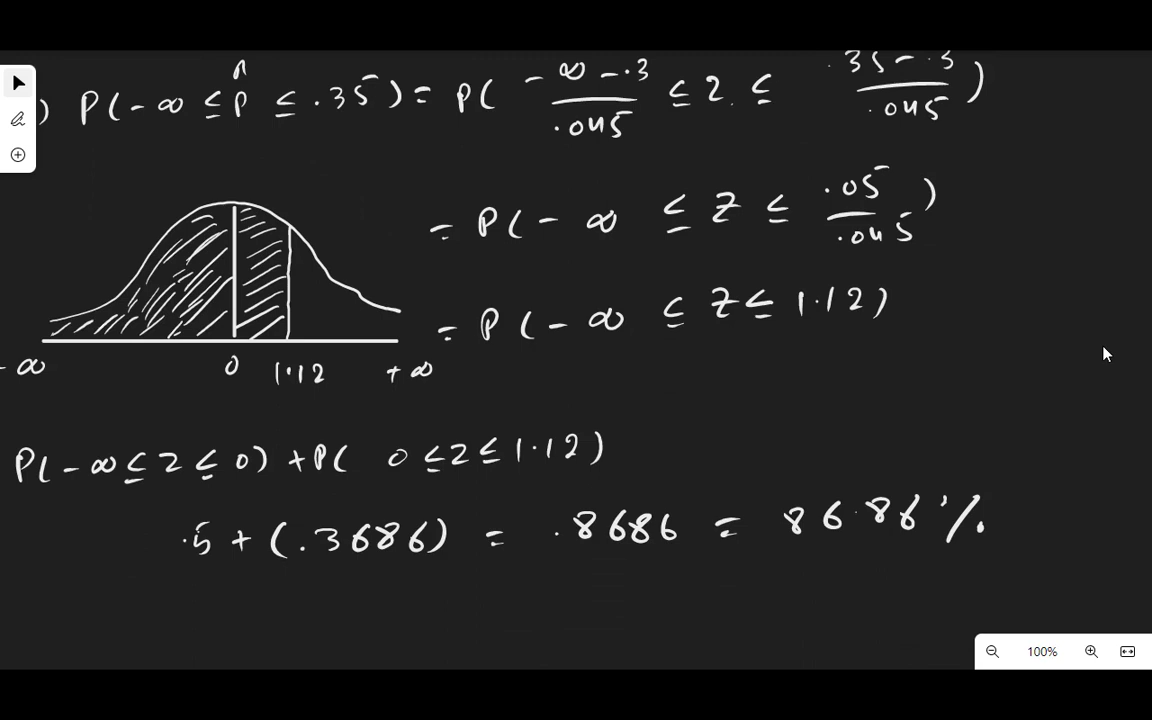 ) P(-∞ ≤ p̂ ≤ .35) = P( (-∞ - .3)/.045 ≤ Z ≤ (.35 - .3)/.045 )
= P(-∞ ≤ Z ≤ .05/.045)
= P(-∞ ≤ Z ≤ 1.12)
-∞ 0 1.12 +∞
P(-∞ ≤ Z ≤ 0) + P( 0 ≤ Z ≤ 1.12)
.5 + (.3686) = .8686 = 86.86 %
100%